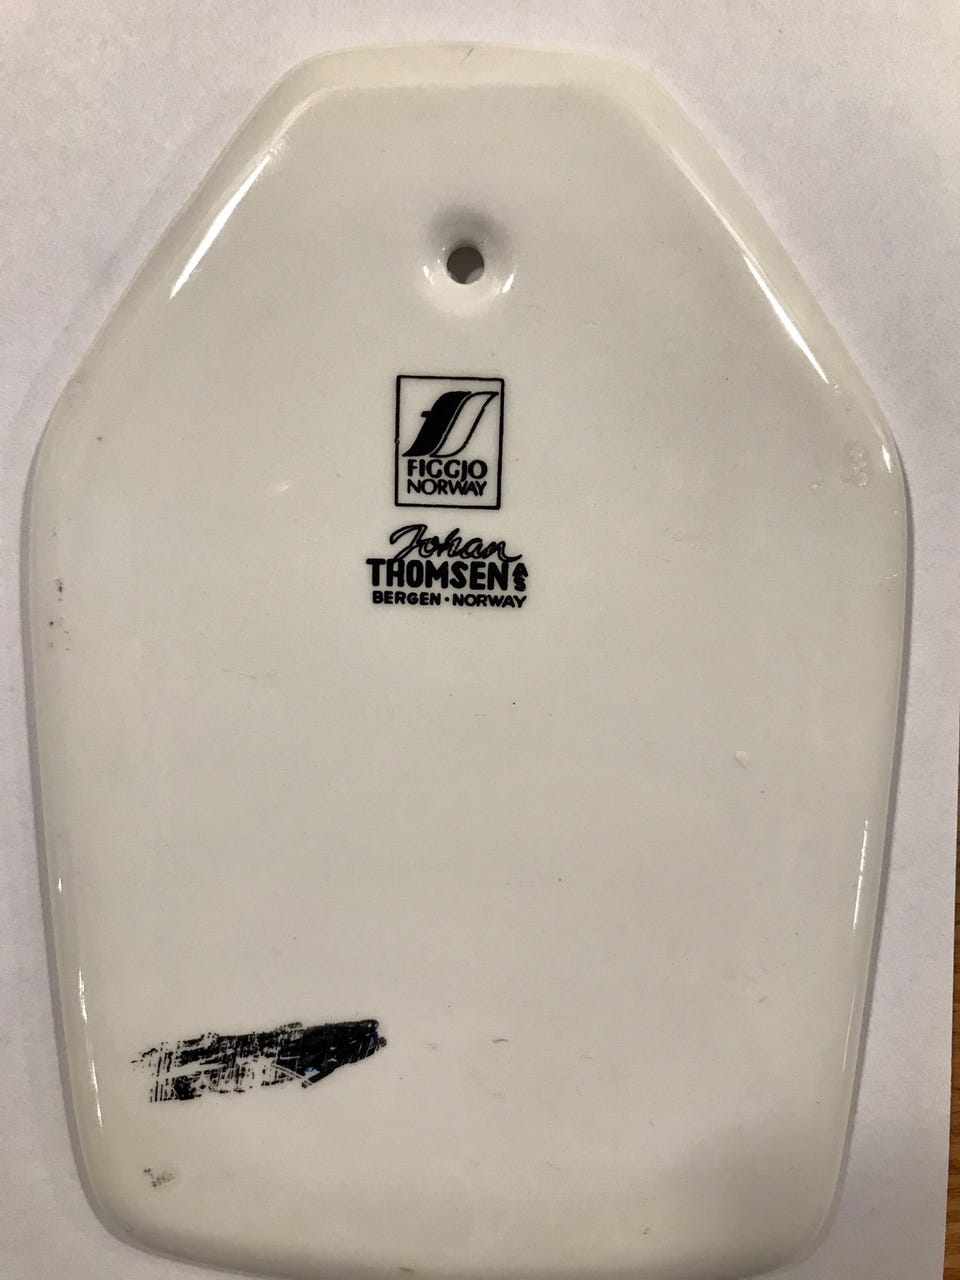 FIGGJO
NORWAY
Johan
THOMSEN A/S
BERGEN · NORWAY